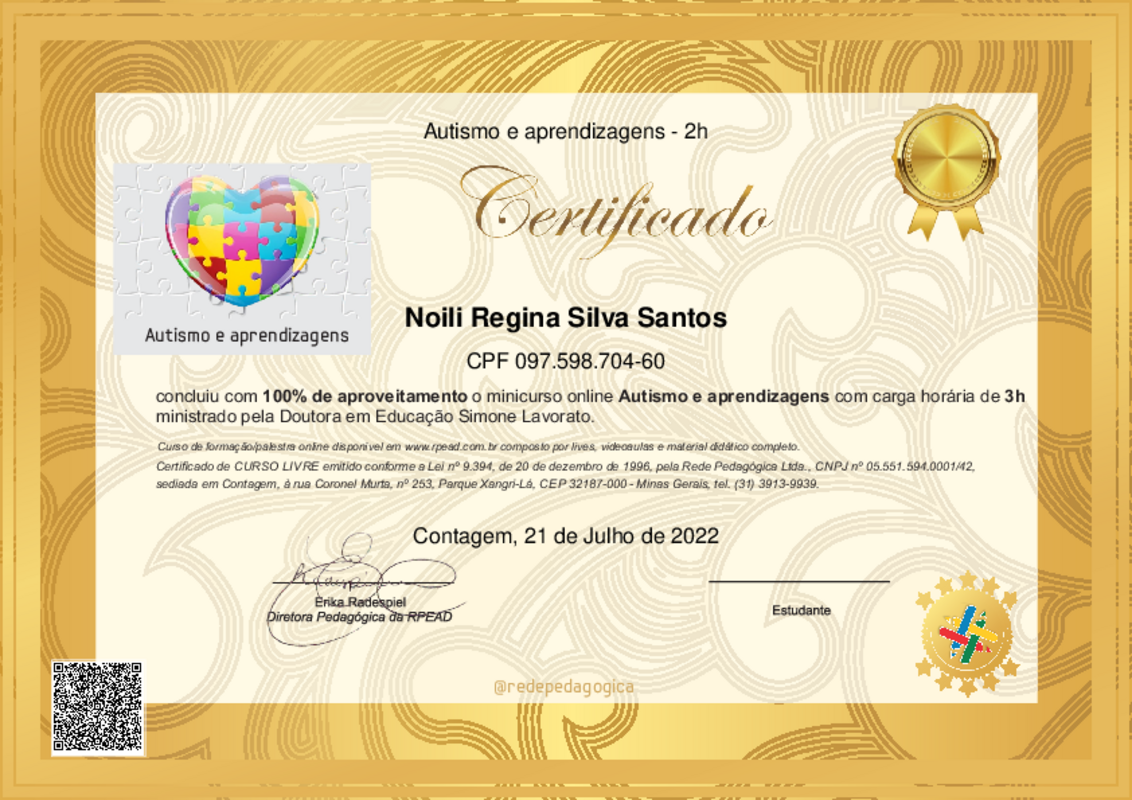 Autismo e aprendizagens - 2h
Certificado
Autismo e aprendizagens
Noili Regina Silva Santos
CPF 097.598.704-60
concluiu com 100% de aproveitamento o minicurso online Autismo e aprendizagens com carga horária de 3h
ministrado pela Doutora em Educação Simone Lavorato.
Curso de formação/palestra online disponivel em www.rpead.com.br composto por lives, videoaulas e material didático completo.
Certificado de CURSO LIVRE emitido conforme a Lei nº 9.394, de 20 de dezembro de 1996, pela Rede Pedagógica Ltda., CNPJ nº 05.551.594.0001/42,
sediada em Contagem, à rua Coronel Murta, nº 253, Parque Xangri-Lá, CEP 32187-000 - Minas Gerais, tel. (31) 3913-9939.
Contagem, 21 de Julho de 2022
Erika Radespiel
Diretora Pedagógica da RPEAD
Estudante
@redepedagogica